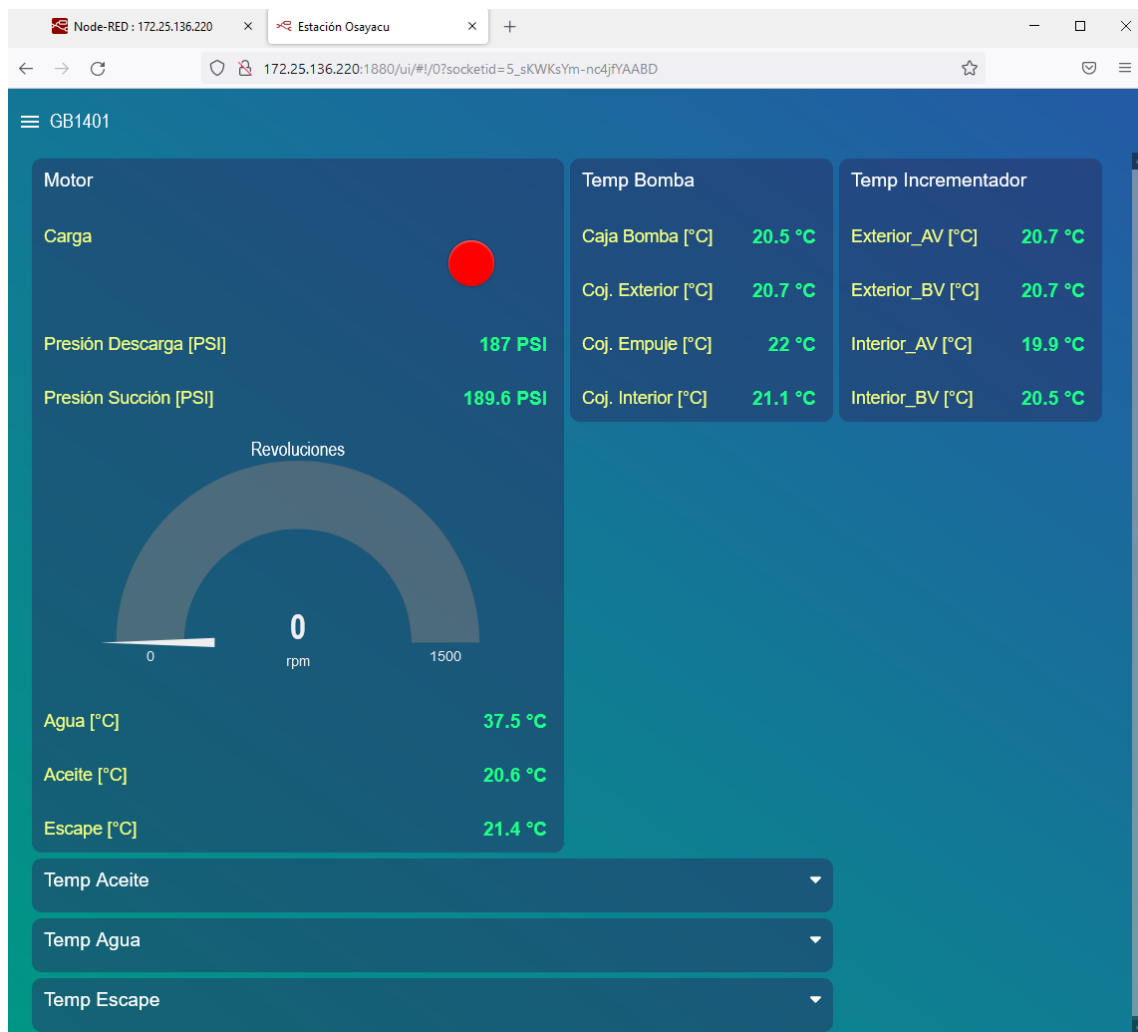 Node-RED : 172.25.136.220
Estación Osayacu
172.25.136.220:1880/ui/#!/0?socketid=5_sKWKsYm-nc4jfYAABD
GB1401
Motor
Carga
Presión Descarga [PSI] 187 PSI
Presión Succión [PSI] 189.6 PSI
Revoluciones
0
rpm
0 1500
Agua [°C] 37.5 °C
Aceite [°C] 20.6 °C
Escape [°C] 21.4 °C
Temp Bomba
Caja Bomba [°C] 20.5 °C
Coj. Exterior [°C] 20.7 °C
Coj. Empuje [°C] 22 °C
Coj. Interior [°C] 21.1 °C
Temp Incrementador
Exterior_AV [°C] 20.7 °C
Exterior_BV [°C] 20.7 °C
Interior_AV [°C] 19.9 °C
Interior_BV [°C] 20.5 °C
Temp Aceite
Temp Agua
Temp Escape